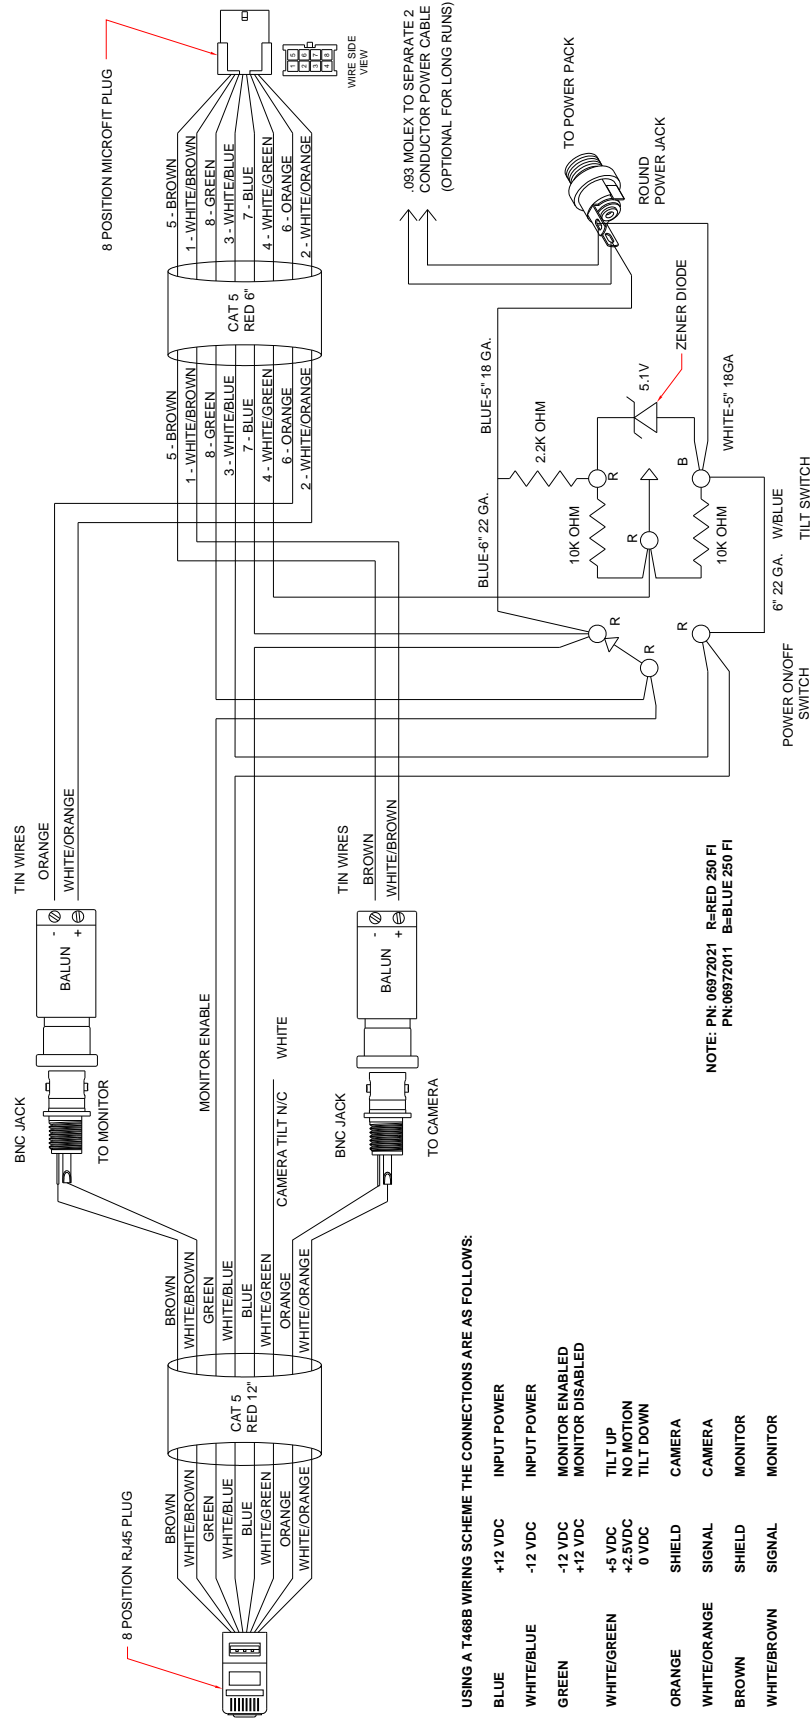 8 POSITION RJ45 PLUG
BROWN
WHITE/BROWN
GREEN
WHITE/BLUE
BLUE
WHITE/GREEN
ORANGE
WHITE/ORANGE
CAT 5
RED 12"
BROWN
WHITE/BROWN
GREEN
WHITE/BLUE
BLUE
WHITE/GREEN
ORANGE
WHITE/ORANGE
BNC JACK
TO MONITOR
BALUN
-
+
TIN WIRES
ORANGE
WHITE/ORANGE
MONITOR ENABLE
CAMERA TILT N/C
WHITE
BNC JACK
TO CAMERA
BALUN
-
+
TIN WIRES
BROWN
WHITE/BROWN
5 - BROWN
1 - WHITE/BROWN
8 - GREEN
3 - WHITE/BLUE
7 - BLUE
4 - WHITE/GREEN
6 - ORANGE
2 - WHITE/ORANGE
CAT 5
RED 6"
5 - BROWN
1 - WHITE/BROWN
8 - GREEN
3 - WHITE/BLUE
7 - BLUE
4 - WHITE/GREEN
6 - ORANGE
2 - WHITE/ORANGE
8 POSITION MICROFIT PLUG
5 6 7 8
1 2 3 4
WIRE SIDE
VIEW
.093 MOLEX TO SEPARATE 2
CONDUCTOR POWER CABLE
(OPTIONAL FOR LONG RUNS)
TO POWER PACK
ROUND
POWER JACK
BLUE-6" 22 GA.
BLUE-5" 18 GA.
2.2K OHM
10K OHM
R
R
5.1V
ZENER DIODE
B
10K OHM
WHITE-5" 18GA
R
R
R
6" 22 GA.
W/BLUE
POWER ON/OFF
SWITCH
TILT SWITCH
NOTE: PN: 06972021 R=RED 250 FI
PN:06972011 B=BLUE 250 FI
USING A T468B WIRING SCHEME THE CONNECTIONS ARE AS FOLLOWS:
BLUE +12 VDC INPUT POWER
WHITE/BLUE -12 VDC INPUT POWER
GREEN -12 VDC MONITOR ENABLED
+12 VDC MONITOR DISABLED
WHITE/GREEN +5 VDC TILT UP
+2.5VDC NO MOTION
0 VDC TILT DOWN
ORANGE SHIELD CAMERA
WHITE/ORANGE SIGNAL CAMERA
BROWN SHIELD MONITOR
WHITE/BROWN SIGNAL MONITOR